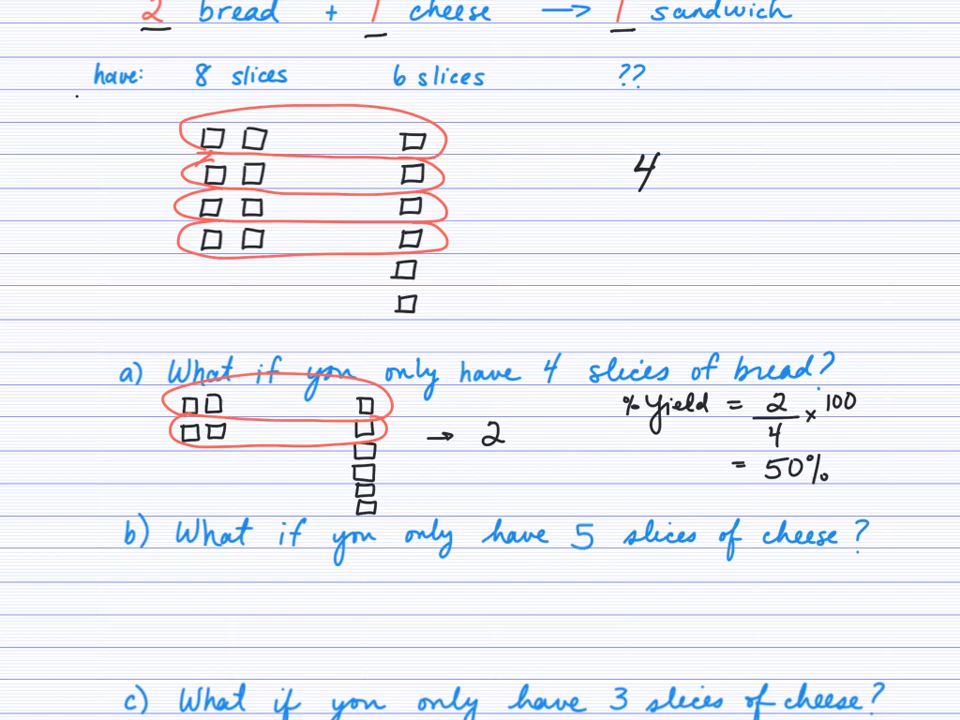 2 bread + 1 cheese → 1 sandwich
have: 8 slices 6 slices ??
4
a) What if you only have 4 slices of bread?
% Yield = 2/4 × 100
→ 2
= 50%
b) What if you only have 5 slices of cheese?
c) What if you only have 3 slices of cheese?